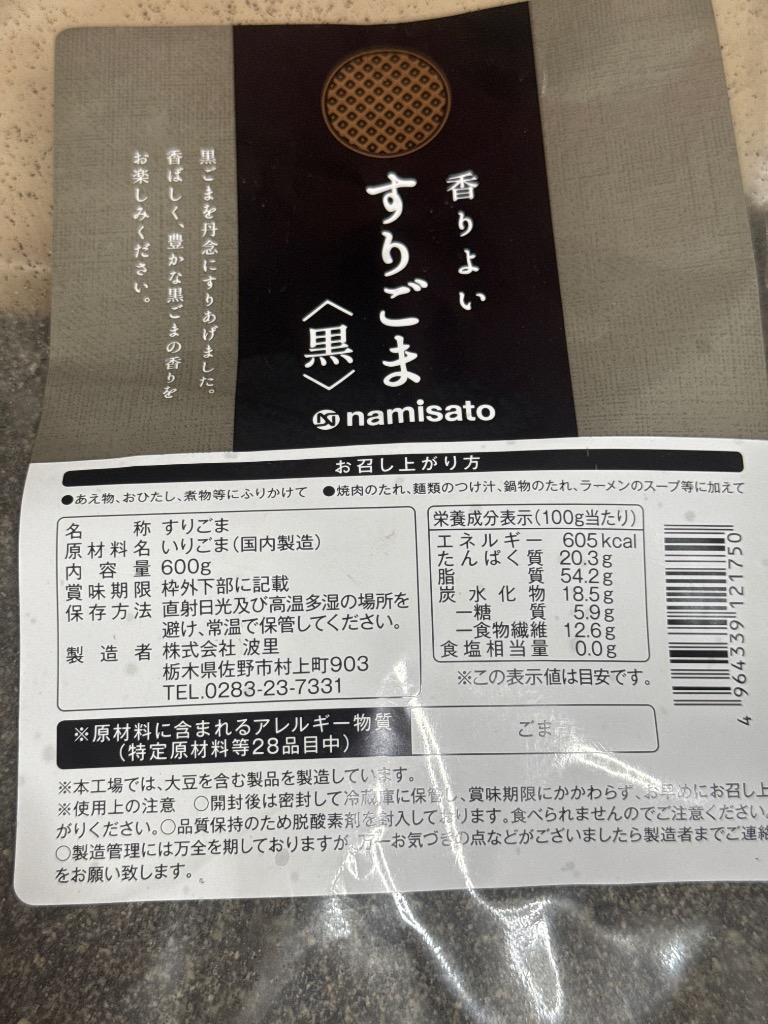 香りよい
すりごま
〈黒〉
namisato
黒ごまを丹念にすりあげました。
香ばしく、豊かな黒ごまの香りを
お楽しみください。
お召し上がり方
●あえ物、おひたし、煮物等にふりかけて ●焼肉のたれ、麺類のつけ汁、鍋物のたれ、ラーメンのスープ等に加えて
名称 すりごま
原材料名 いりごま(国内製造)
内容量 600g
賞味期限 枠外下部に記載
保存方法 直射日光及び高温多湿の場所を
避け、常温で保管してください。
製造者 株式会社 波里
栃木県佐野市村上町903
TEL.0283-23-7331
栄養成分表示(100g当たり)
エネルギー 605kcal
たんぱく質 20.3g
脂質 54.2g
炭水化物 18.5g
―糖質 5.9g
―食物繊維 12.6g
食塩相当量 0.0g
※この表示値は目安です。
4964339121750
※原材料に含まれるアレルギー物質
(特定原材料等28品目中)
ごま
※本工場では、大豆を含む製品を製造しています。
※使用上の注意 ○開封後は密封して冷蔵庫に保管し、賞味期限にかかわらず、お早めにお召し上
がりください。○品質保持のため脱酸素剤を封入しております。食べられませんのでご注意ください。
○製造管理には万全を期しておりますが、万一お気づきの点などがございましたら製造者までご連絡
をお願い致します。